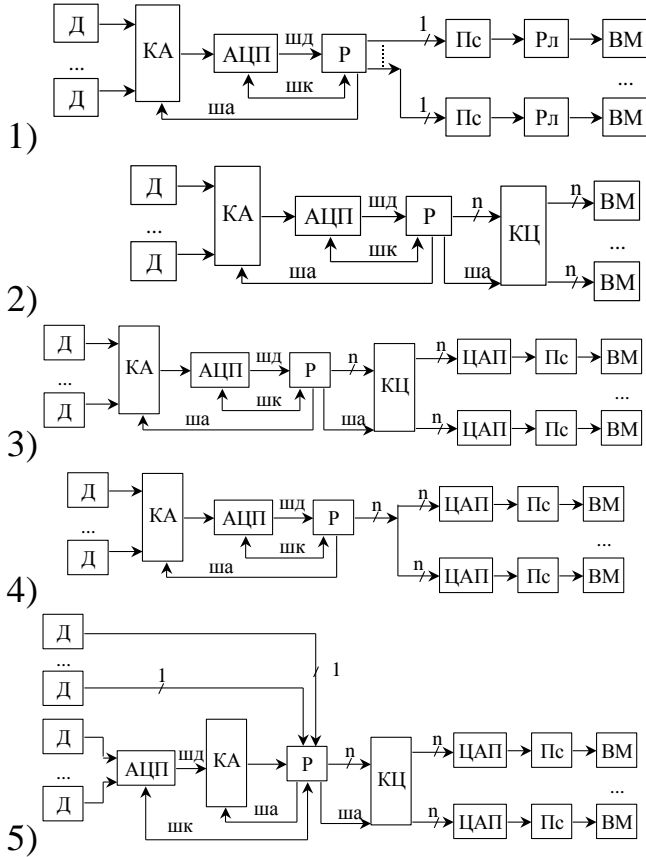 Д ... Д КА АЦП шд Р шк ша 1 Пс Рл ВМ ... 1 Пс Рл ВМ
1)
Д ... Д КА АЦП шд Р шк ша n ша КЦ n ВМ ... n ВМ
2)
Д ... Д КА АЦП шд Р шк ша n ша КЦ n ЦАП Пс ВМ ... n ЦАП Пс ВМ
3)
Д ... Д КА АЦП шд Р шк ша n n ЦАП Пс ВМ ... n ЦАП Пс ВМ
4)
Д ... Д 1 1
Д ... Д АЦП шд КА ша шк Р n ша КЦ n ЦАП Пс ВМ ... n ЦАП Пс ВМ
5)